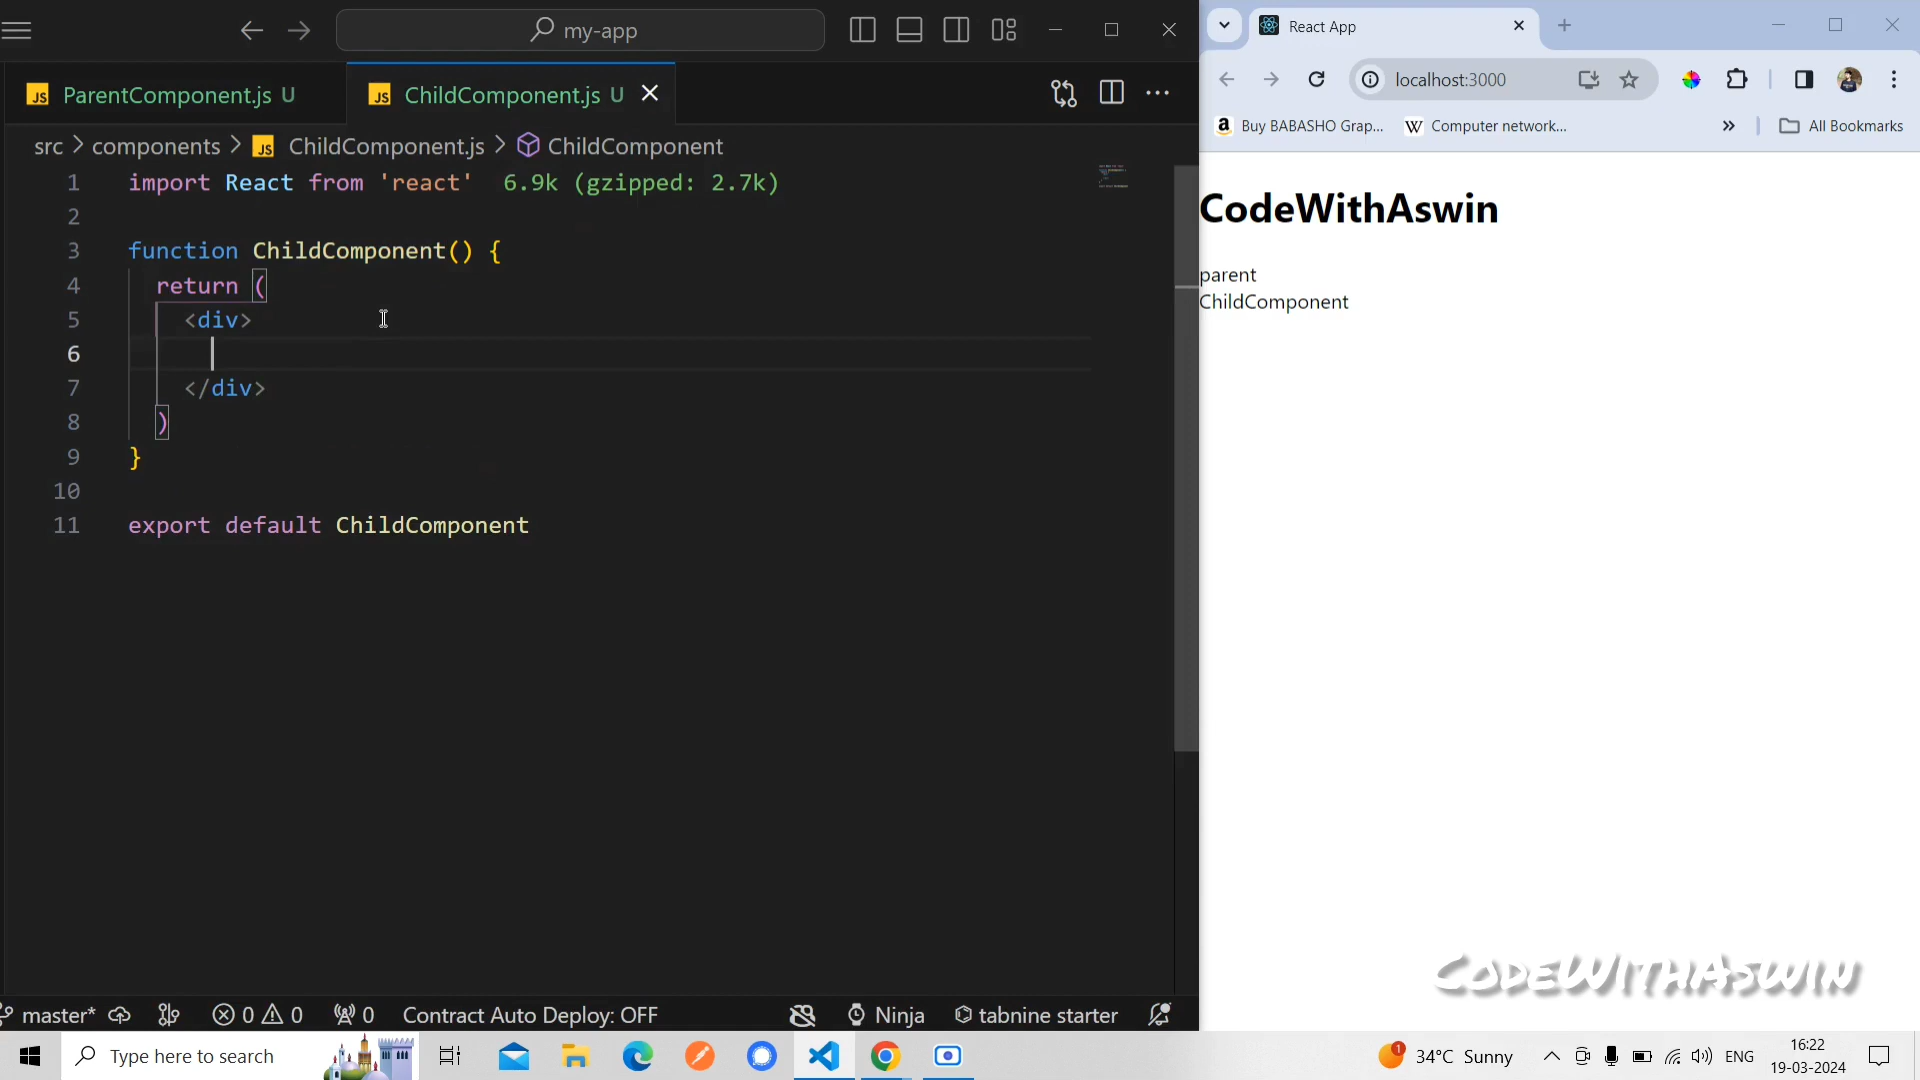 my-app
ParentComponent.js U
ChildComponent.js U
src > components > JS ChildComponent.js > ChildComponent
1 import React from 'react' 6.9k (gzipped: 2.7k)
2
3 function ChildComponent() {
4 return (
5 <div>
6
7 </div>
8 )
9 }
10
11 export default ChildComponent
master* 0 0 0 Contract Auto Deploy: OFF Ninja tabnine starter
React App
localhost:3000
Buy BABASHO Grap... W Computer network... » All Bookmarks
CodeWithAswin
parent
ChildComponent
CodeWithAswin
Type here to search
1 34°C Sunny ENG 16:22
19-03-2024